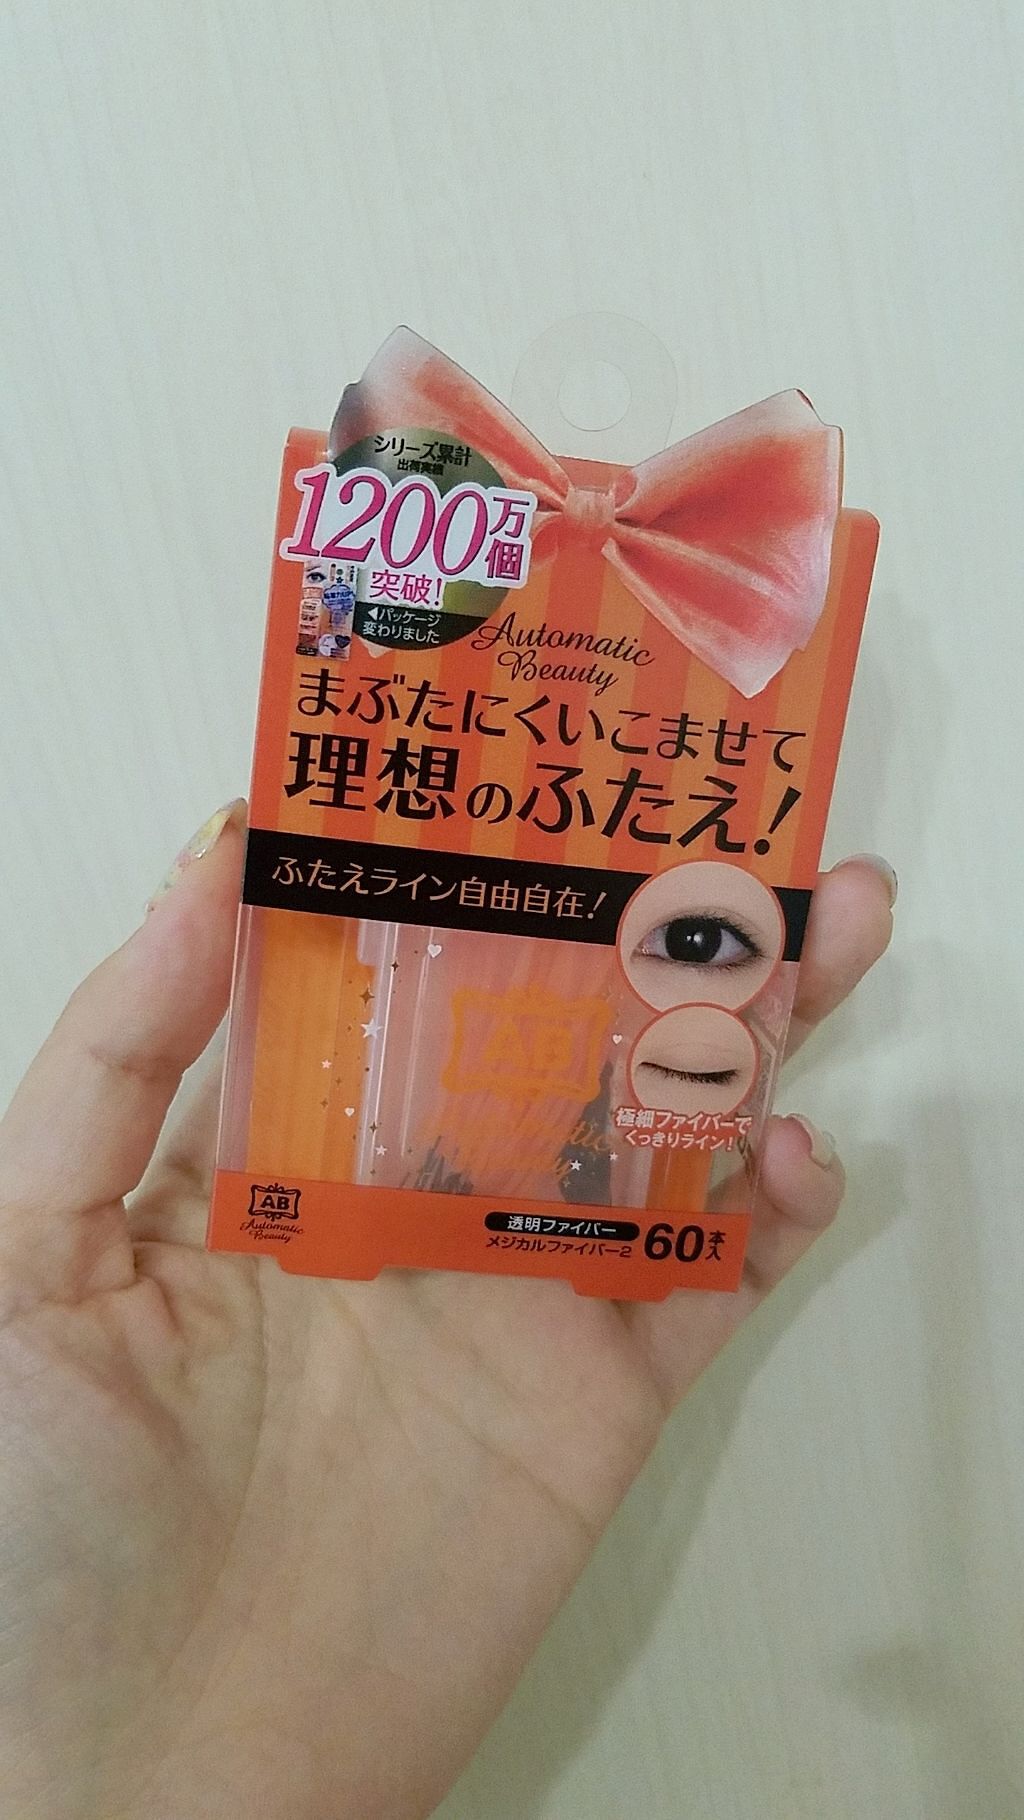 シリーズ累計
出荷実績
1200万個
突破!
◀パッケージ
変わりました
Automatic
Beauty
まぶたにくいこませて
理想のふたえ!
ふたえライン自由自在!
AB
極細ファイバーで
くっきりライン!
AB
Automatic
Beauty
透明ファイバー
メジカルファイバー2
60本入